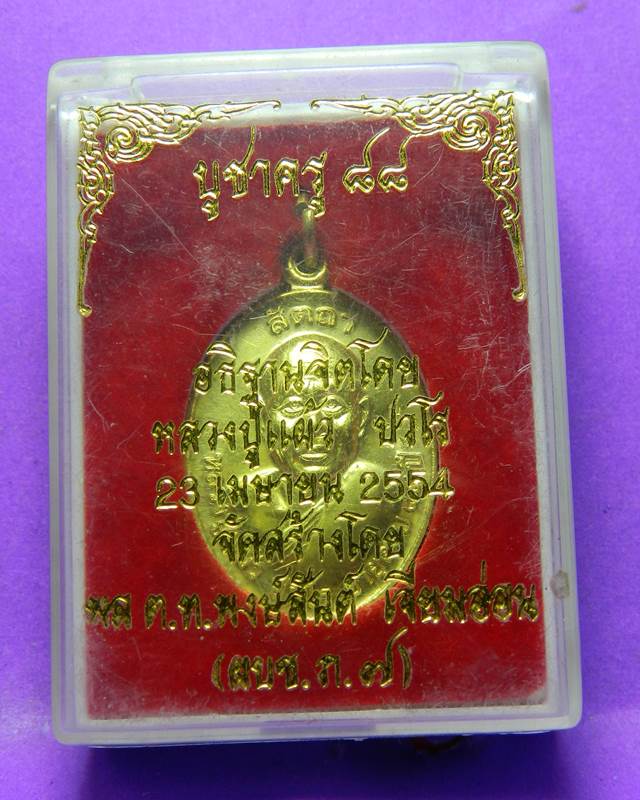 บูชาครู ๘๘
สัตถา
อธิฐานจิตโดย
หลวงปู่แผ้ว ปวโร
23 เมษายน 2554
จัดสร้างโดย
พล ต.ท.พงษ์สันต์ เจียมอ่อน
(ผบช.ภ.๗)